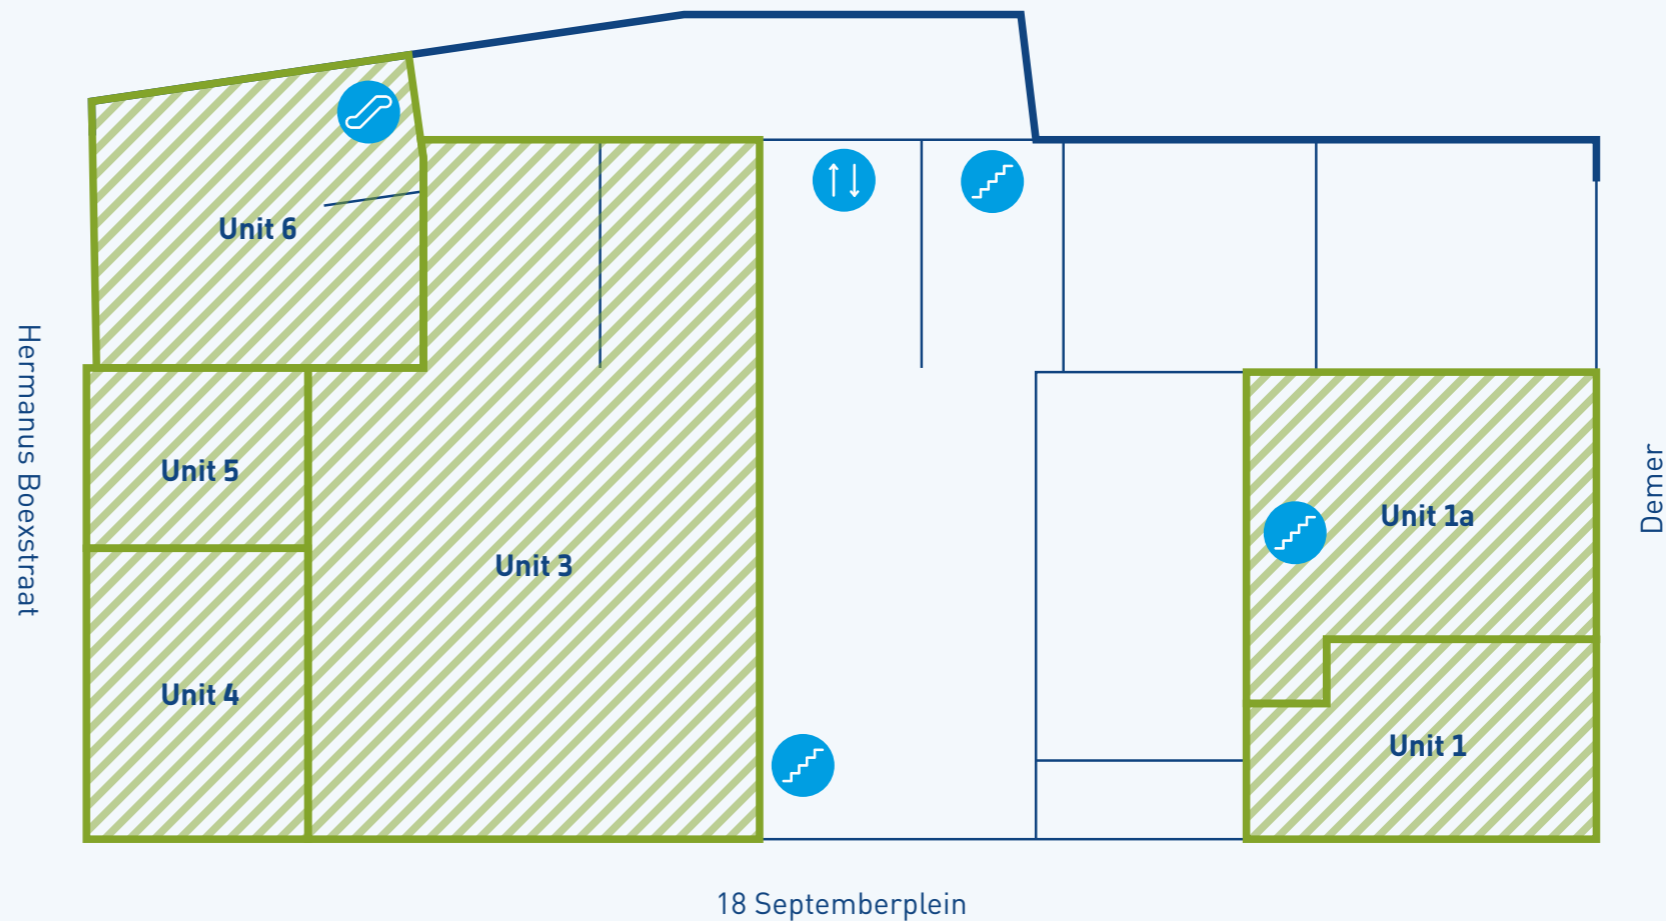 Unit 6
Hermanus Boexstraat
Unit 5
Unit 3
Unit 4
Unit 1a
Demer
Unit 1
18 Septemberplein